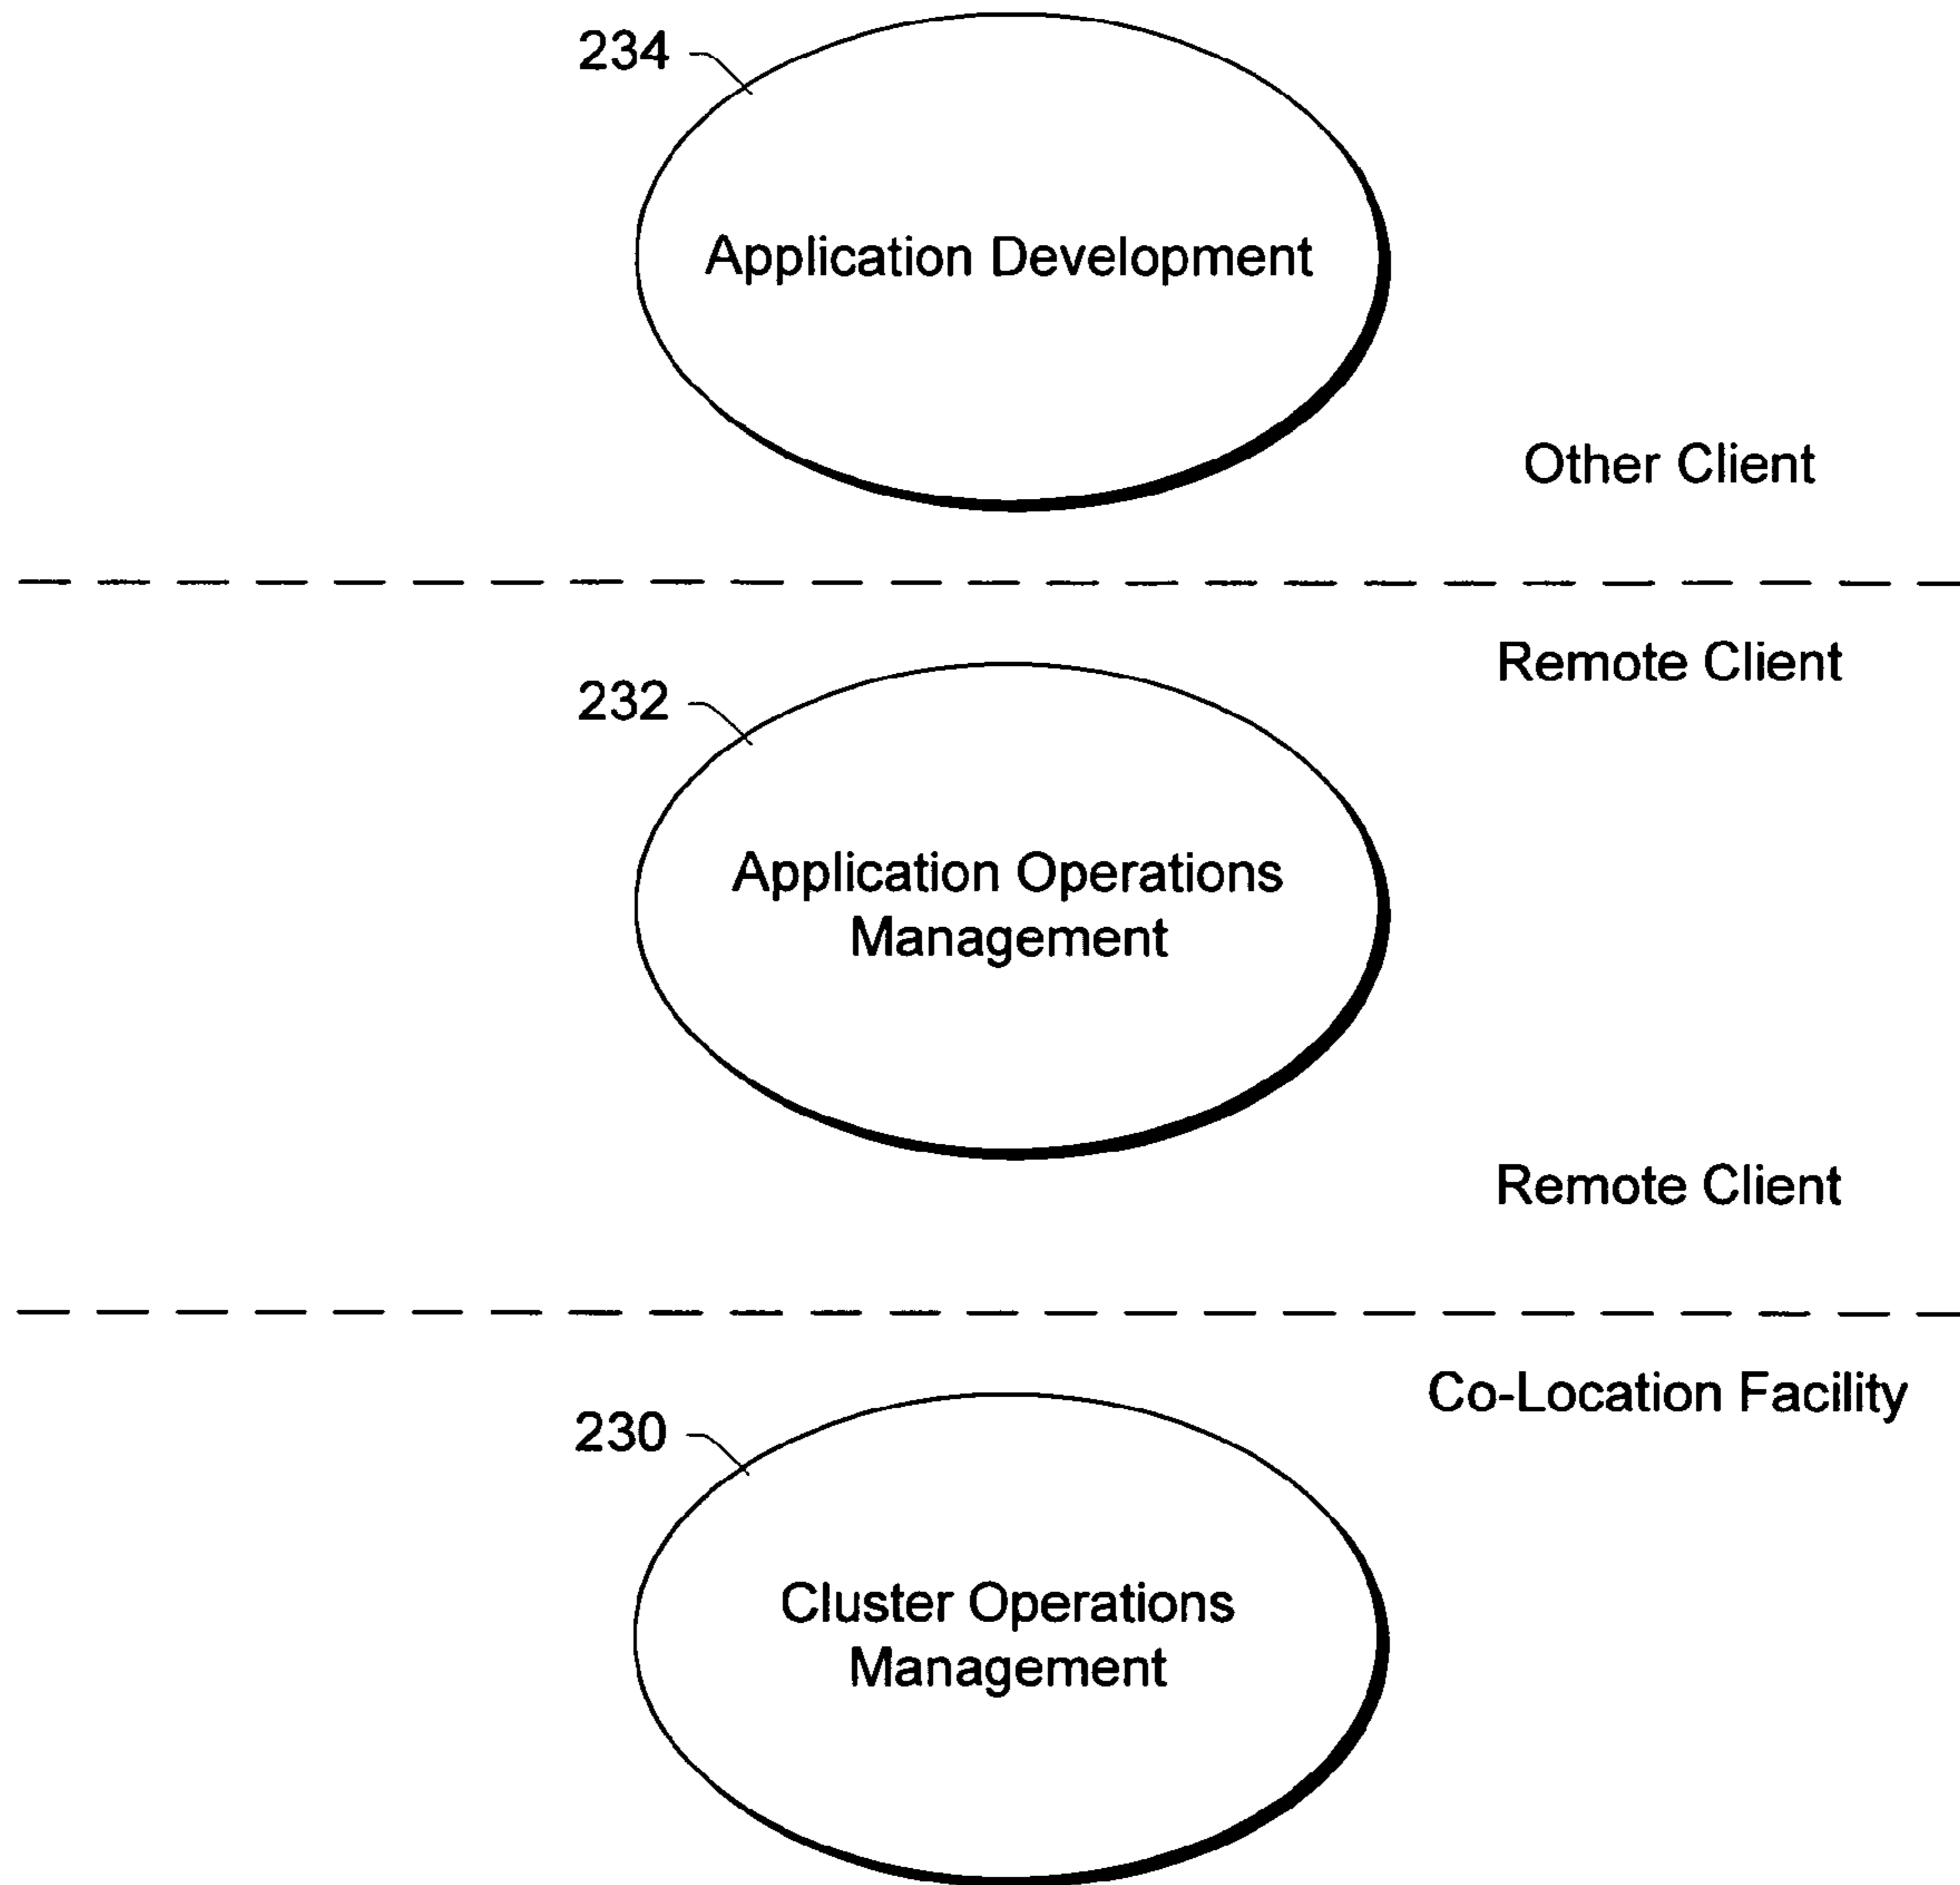 234
Application Development
Other Client
Remote Client
232
Application Operations
Management
Remote Client
Co-Location Facility
230
Cluster Operations
Management